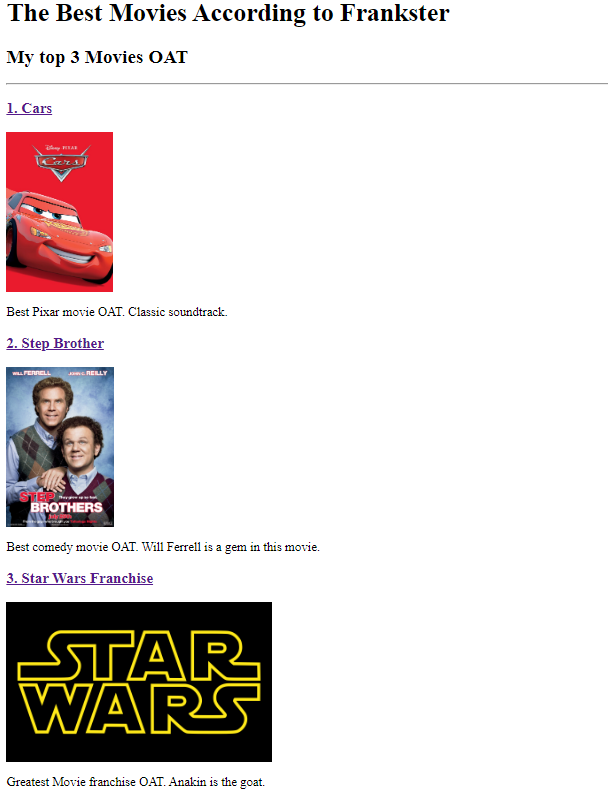 The Best Movies According to Frankster
My top 3 Movies OAT
1. Cars
Disney PIXAR
Cars
Best Pixar movie OAT. Classic soundtrack.
2. Step Brother
WILL FERRELL JOHN C. REILLY
STEP They grow up so fast.
BROTHERS
Best comedy movie OAT. Will Ferrell is a gem in this movie.
3. Star Wars Franchise
STAR
WARS
Greatest Movie franchise OAT. Anakin is the goat.